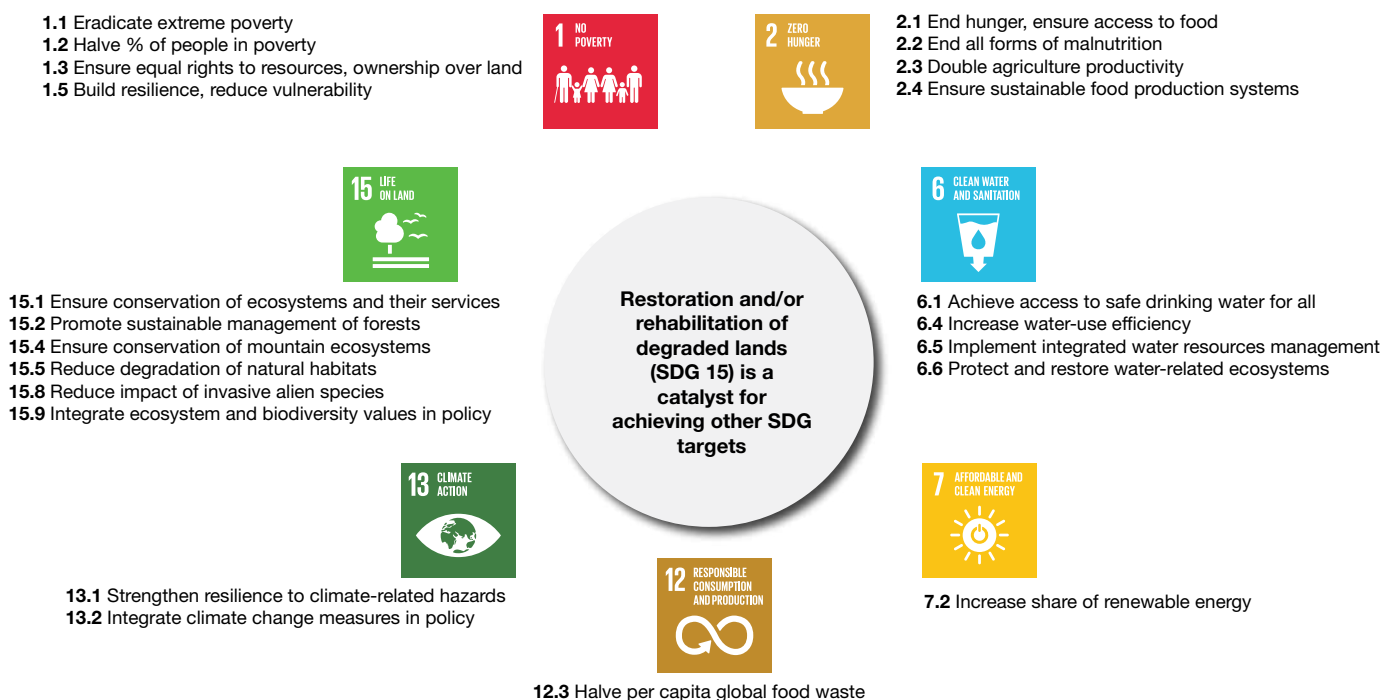 1.1 Eradicate extreme poverty
1.2 Halve % of people in poverty
1.3 Ensure equal rights to resources, ownership over land
1.5 Build resilience, reduce vulnerability
1 NO
POVERTY
2 ZERO
HUNGER
2.1 End hunger, ensure access to food
2.2 End all forms of malnutrition
2.3 Double agriculture productivity
2.4 Ensure sustainable food production systems
15 LIFE
ON LAND
6 CLEAN WATER
AND SANITATION
15.1 Ensure conservation of ecosystems and their services
15.2 Promote sustainable management of forests
15.4 Ensure conservation of mountain ecosystems
15.5 Reduce degradation of natural habitats
15.8 Reduce impact of invasive alien species
15.9 Integrate ecosystem and biodiversity values in policy
Restoration and/or
rehabilitation of
degraded lands
(SDG 15) is a
catalyst for
achieving other SDG
targets
6.1 Achieve access to safe drinking water for all
6.4 Increase water-use efficiency
6.5 Implement integrated water resources management
6.6 Protect and restore water-related ecosystems
13 CLIMATE
ACTION
7 AFFORDABLE AND
CLEAN ENERGY
13.1 Strengthen resilience to climate-related hazards
13.2 Integrate climate change measures in policy
12 RESPONSIBLE
CONSUMPTION
AND PRODUCTION
7.2 Increase share of renewable energy
12.3 Halve per capita global food waste